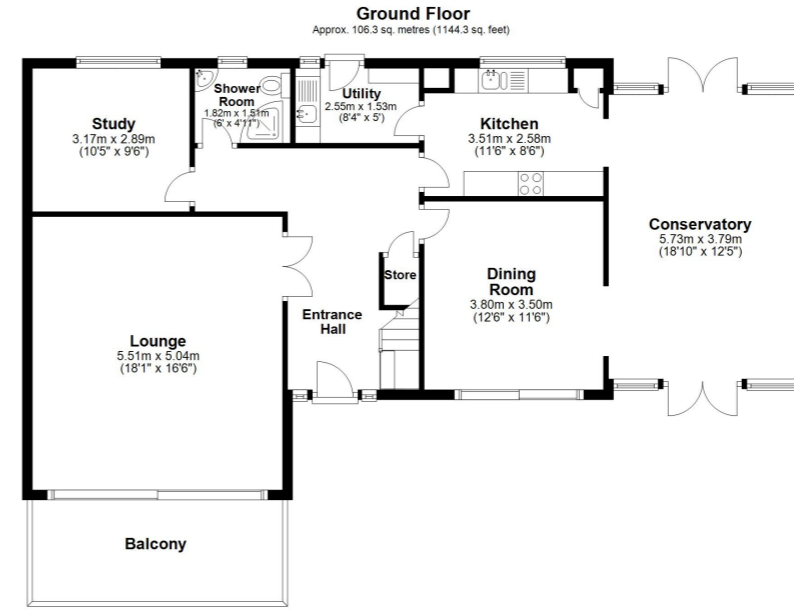 Ground Floor
Approx. 106.3 sq. metres (1144.3 sq. feet)
Study
3.17m x 2.89m
(10'5" x 9'6")
Shower
Room
1.82m x 1.51m
(6' x 4'11")
Utility
2.55m x 1.53m
(8'4" x 5')
Kitchen
3.51m x 2.58m
(11'6" x 8'6")
Conservatory
5.73m x 3.79m
(18'10" x 12'5")
Store
Dining
Room
3.80m x 3.50m
(12'6" x 11'6")
Entrance
Hall
Lounge
5.51m x 5.04m
(18'1" x 16'6")
Balcony